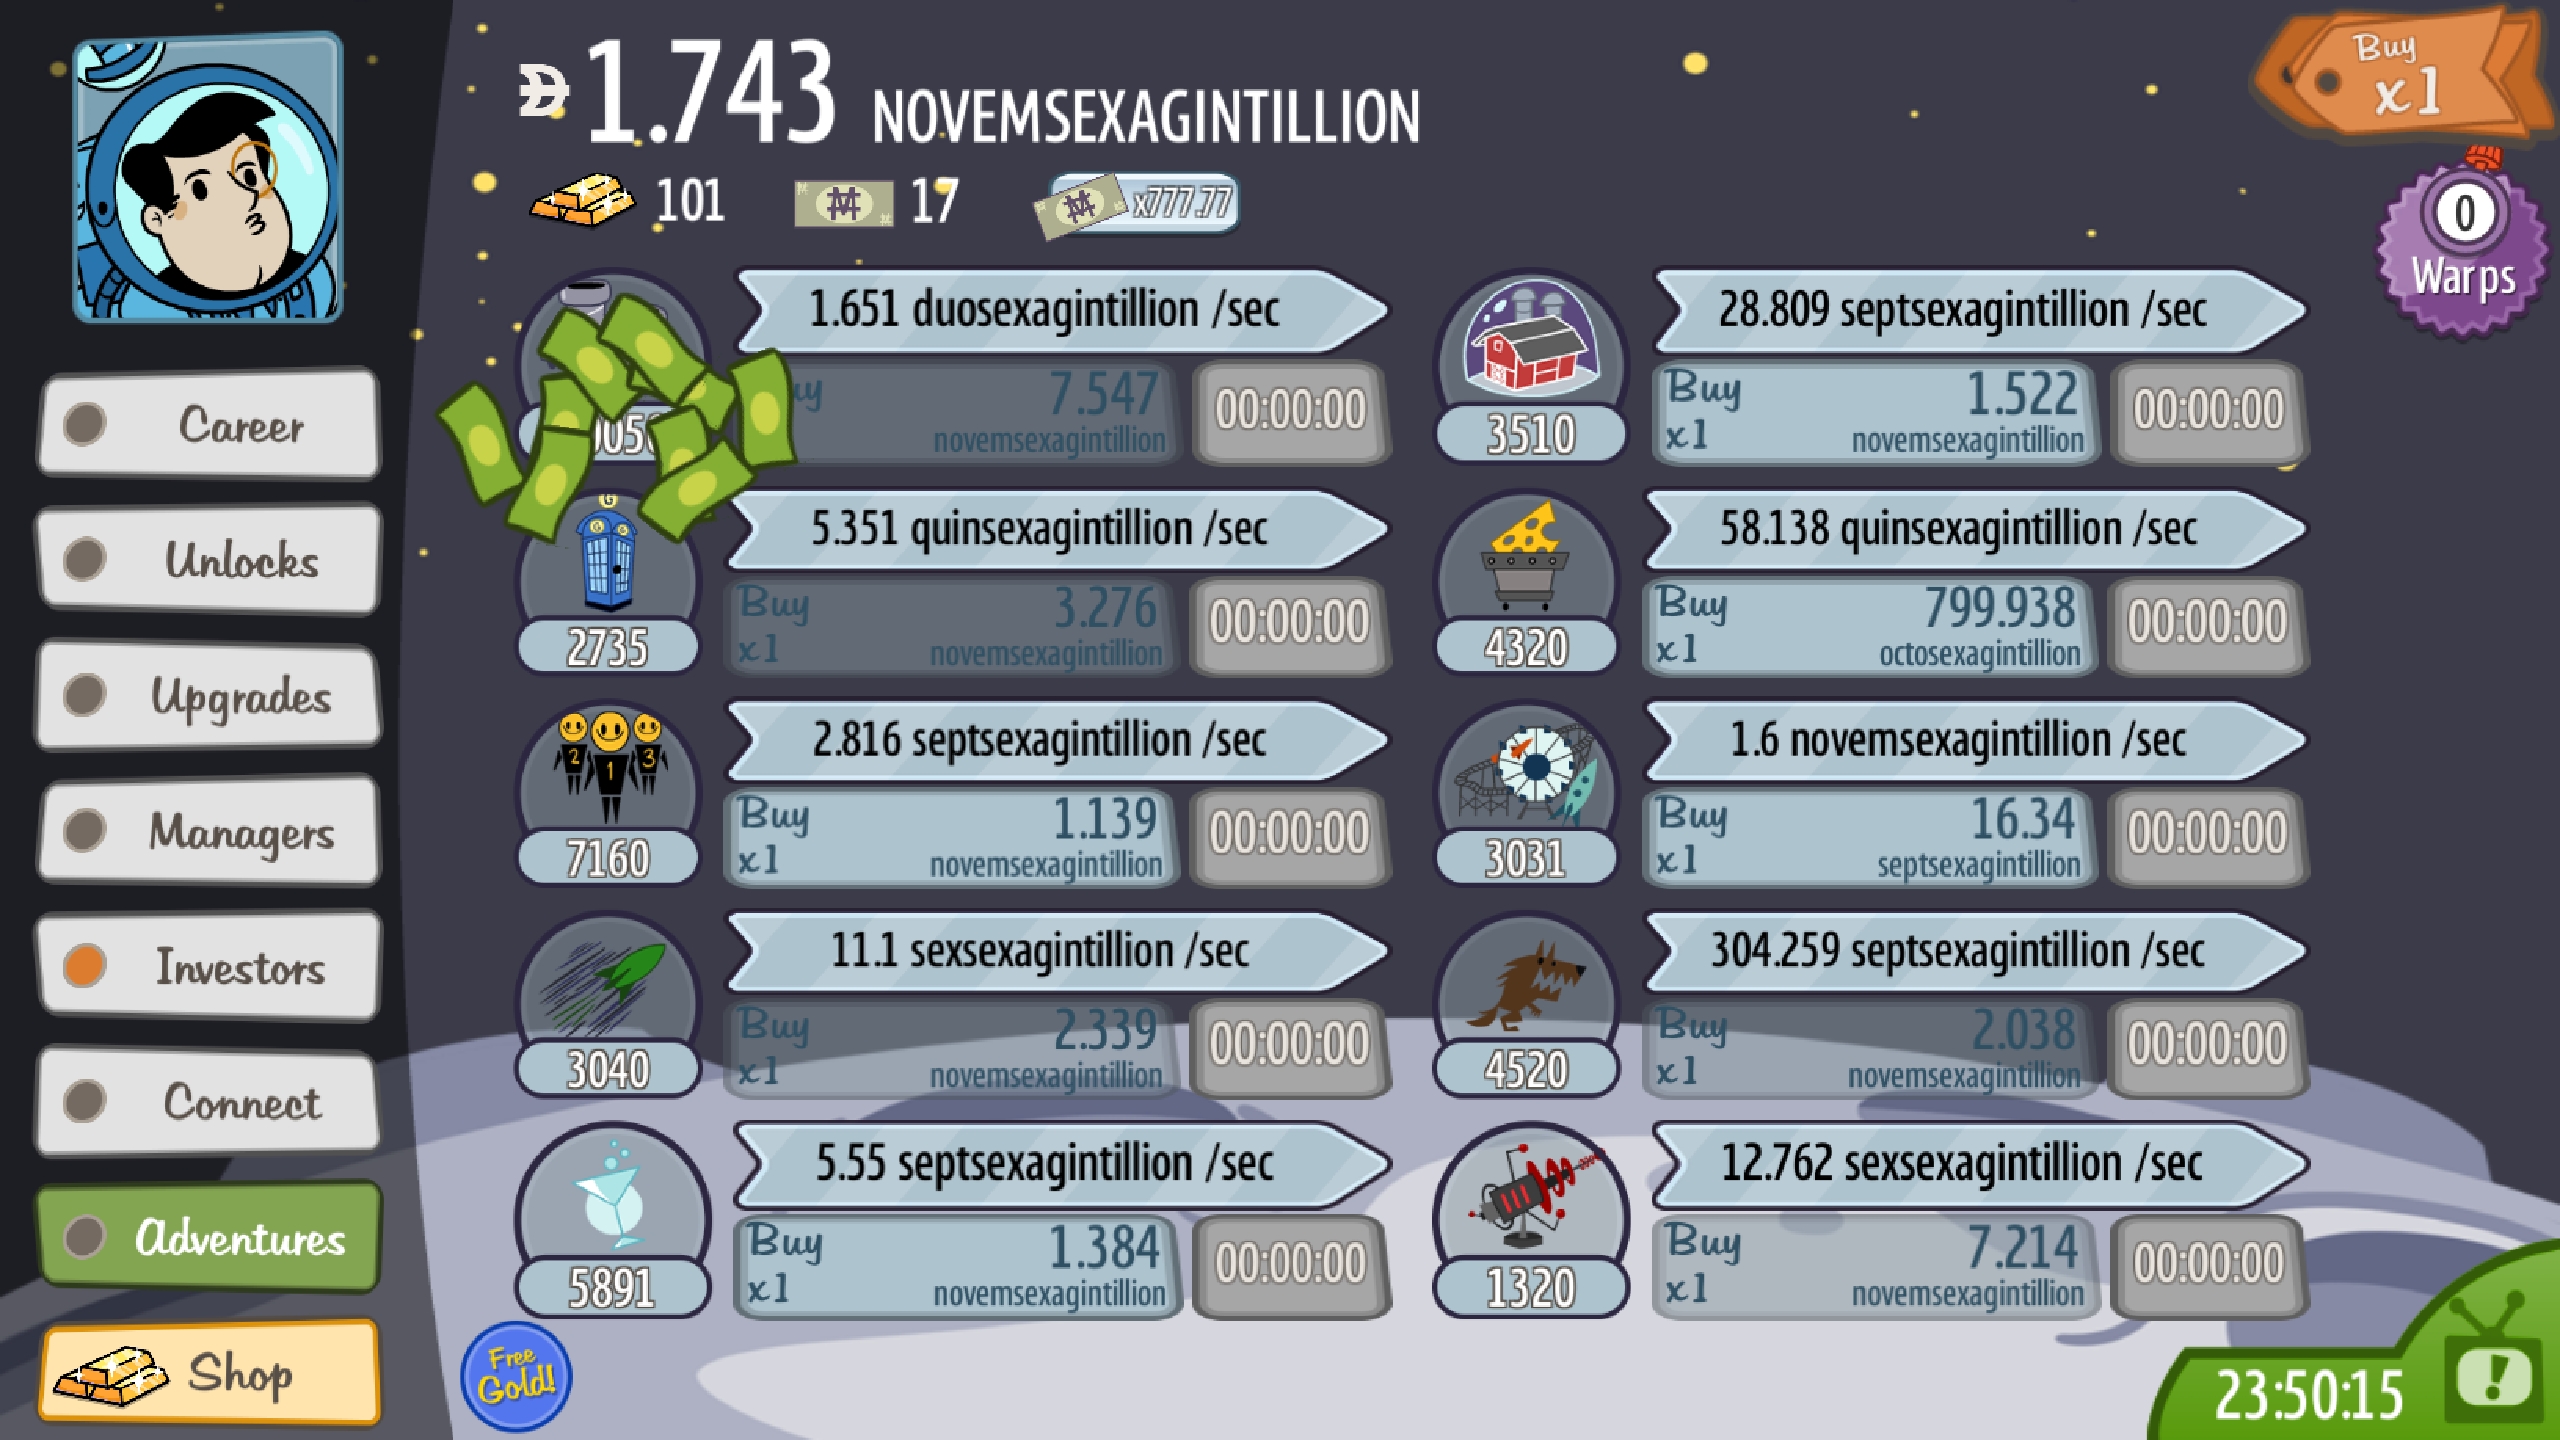 1.743 NOVEMSEXAGINTILLION
Buy
x1
101 17 x777.77
0
Warps
Career
Unlocks
Upgrades
Managers
Investors
Connect
Adventures
Shop
1.651 duosexagintillion /sec
7.547
novemsexagintillion
00:00:00
28.809 septsexagintillion /sec
3510
Buy
x1
1.522
novemsexagintillion
00:00:00
G
5.351 quinsexagintillion /sec
2735
Buy
x1
3.276
novemsexagintillion
00:00:00
58.138 quinsexagintillion /sec
4320
Buy
x1
799.938
octosexagintillion
00:00:00
2 1 3
2.816 septsexagintillion /sec
7160
Buy
x1
1.139
novemsexagintillion
00:00:00
1.6 novemsexagintillion /sec
3031
Buy
x1
16.34
septsexagintillion
00:00:00
11.1 sexsexagintillion /sec
3040
Buy
x1
2.339
novemsexagintillion
00:00:00
304.259 septsexagintillion /sec
4520
Buy
x1
2.038
novemsexagintillion
00:00:00
5.55 septsexagintillion /sec
5891
Buy
x1
1.384
novemsexagintillion
00:00:00
12.762 sexsexagintillion /sec
1320
Buy
x1
7.214
novemsexagintillion
00:00:00
Free
Gold!
23:50:15
!